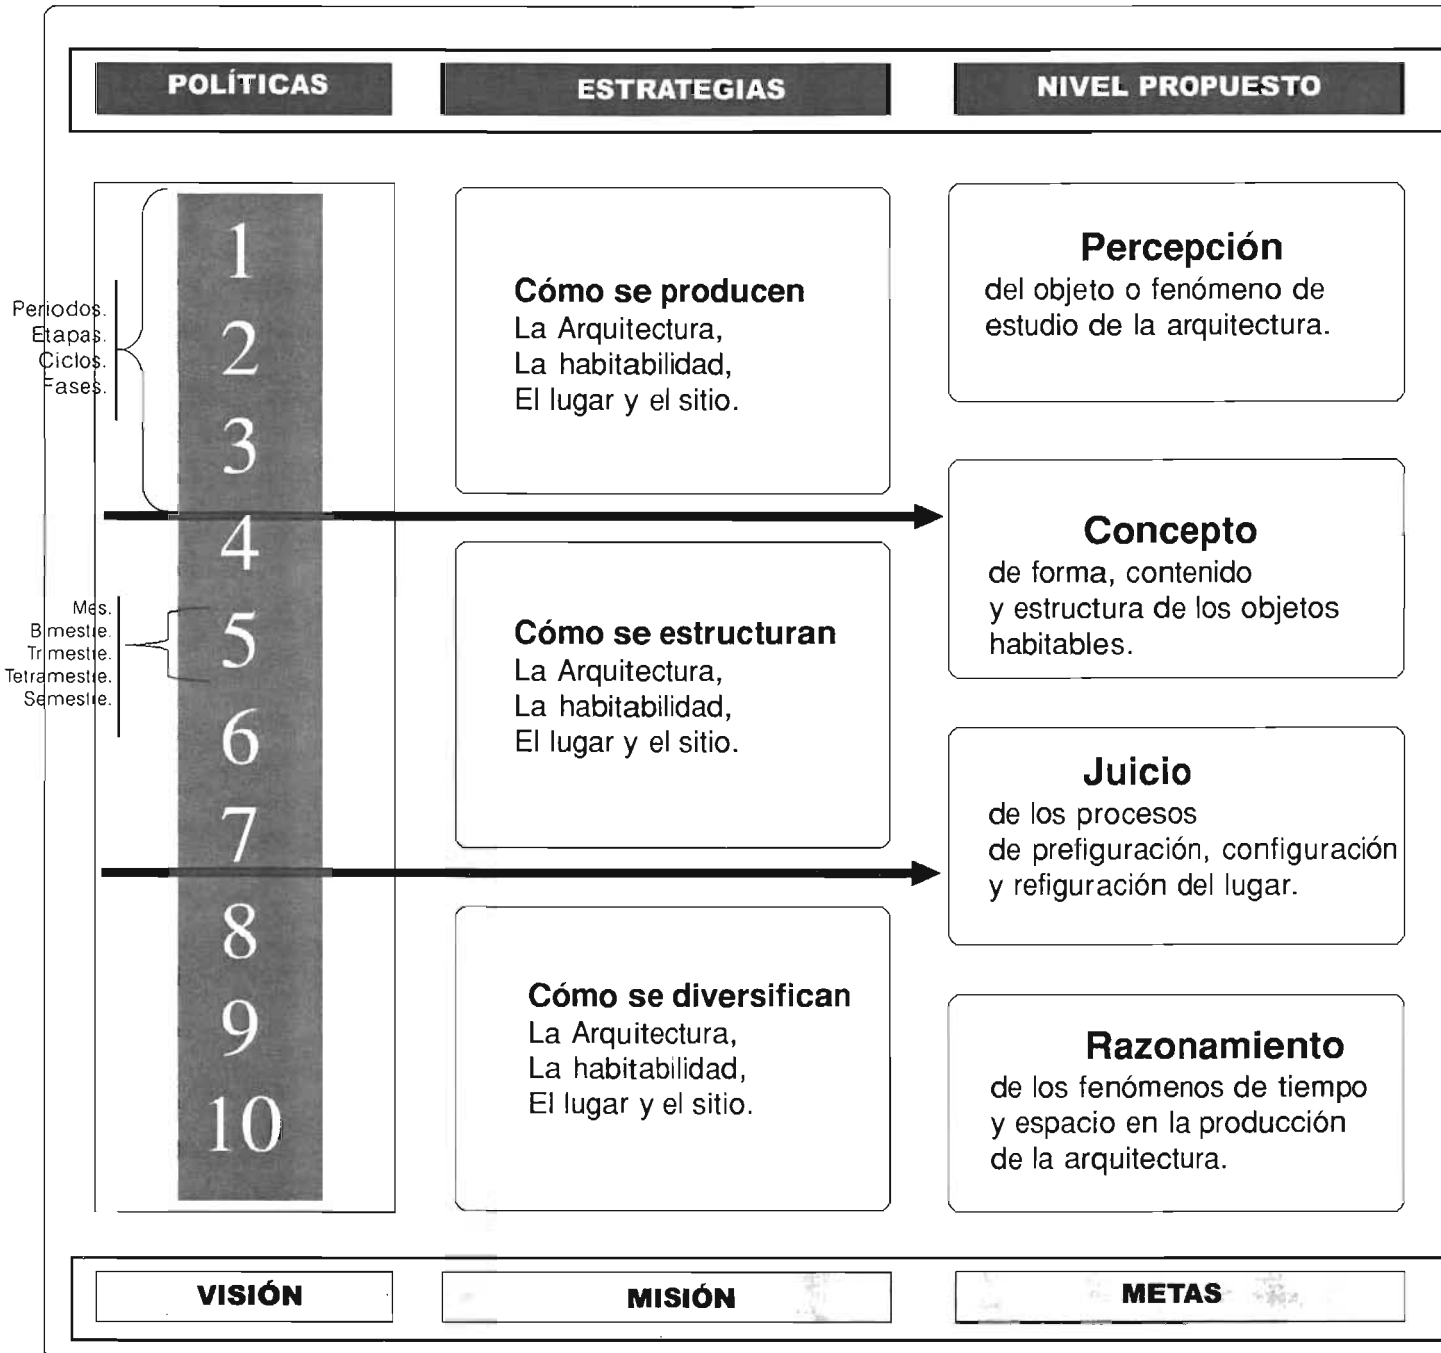 POLÍTICAS
ESTRATEGIAS
NIVEL PROPUESTO
Periodos.
Etapas.
Ciclos.
Fases.
1
2
3
4
Mes.
Bimestre.
Trimestre.
Tetramestre.
Semestre.
5
6
7
8
9
10
Cómo se producen
La Arquitectura,
La habitabilidad,
El lugar y el sitio.
Cómo se estructuran
La Arquitectura,
La habitabilidad,
El lugar y el sitio.
Cómo se diversifican
La Arquitectura,
La habitabilidad,
El lugar y el sitio.
Percepción
del objeto o fenómeno de
estudio de la arquitectura.
Concepto
de forma, contenido
y estructura de los objetos
habitables.
Juicio
de los procesos
de prefiguración, configuración
y refiguración del lugar.
Razonamiento
de los fenómenos de tiempo
y espacio en la producción
de la arquitectura.
VISIÓN
MISIÓN
METAS